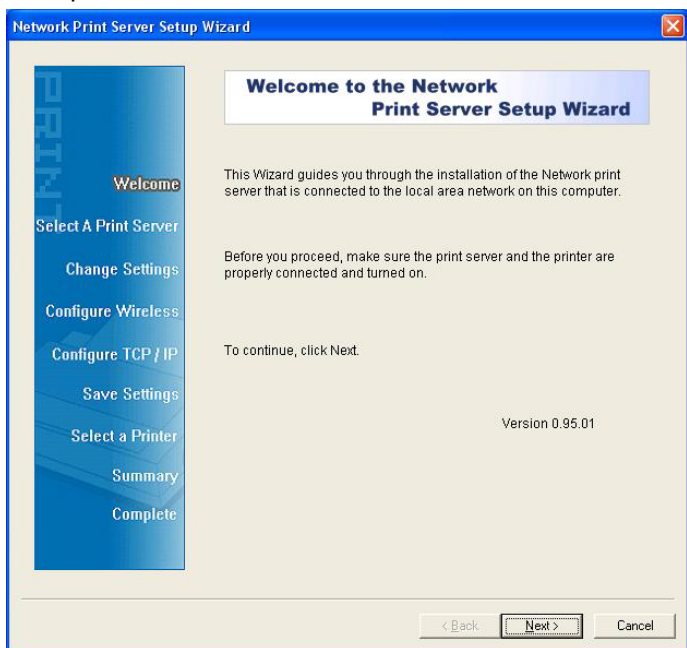 Network Print Server Setup Wizard
PRINT
Welcome to the Network
Print Server Setup Wizard
Welcome
Select A Print Server
Change Settings
Configure Wireless
Configure TCP / IP
Save Settings
Select a Printer
Summary
Complete
This Wizard guides you through the installation of the Network print
server that is connected to the local area network on this computer.
Before you proceed, make sure the print server and the printer are
properly connected and turned on.
To continue, click Next.
Version 0.95.01
< Back
Next >
Cancel